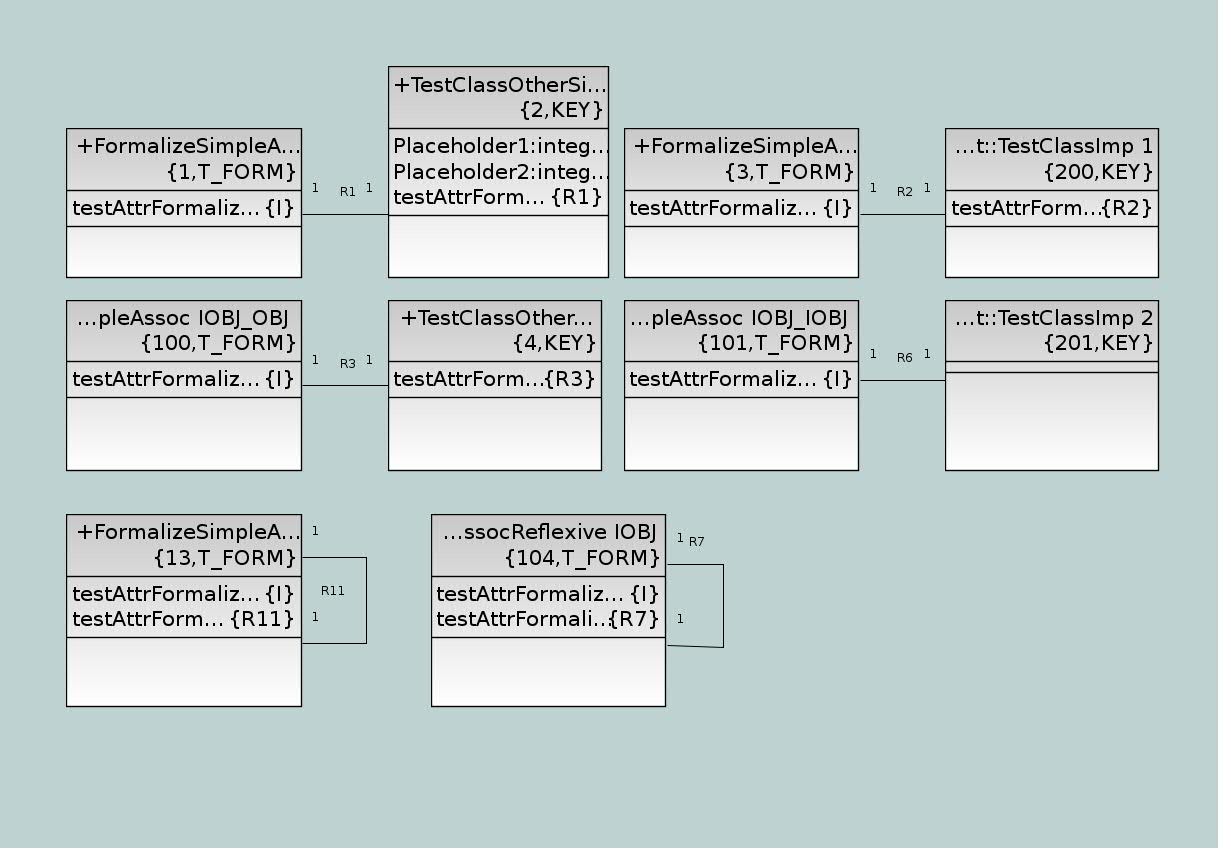 +TestClassOtherSi...
{2,KEY}
Placeholder1:integ...
Placeholder2:integ...
testAttrForm... {R1}
+FormalizeSimpleA...
{1,T_FORM}
testAttrFormaliz... {I}
1 R1 1
+FormalizeSimpleA...
{3,T_FORM}
testAttrFormaliz... {I}
1 R2 1
...t::TestClassImp 1
{200,KEY}
testAttrForm...{R2}
...pleAssoc IOBJ_OBJ
{100,T_FORM}
testAttrFormaliz... {I}
1 R3 1
+TestClassOther...
{4,KEY}
testAttrForm...{R3}
...pleAssoc IOBJ_IOBJ
{101,T_FORM}
testAttrFormaliz... {I}
1 R6 1
...t::TestClassImp 2
{201,KEY}
+FormalizeSimpleA...
{13,T_FORM}
testAttrFormaliz... {I}
testAttrForm... {R11}
1
R11
1
...ssocReflexive IOBJ
{104,T_FORM}
testAttrFormaliz... {I}
testAttrFormali...{R7}
1 R7
1